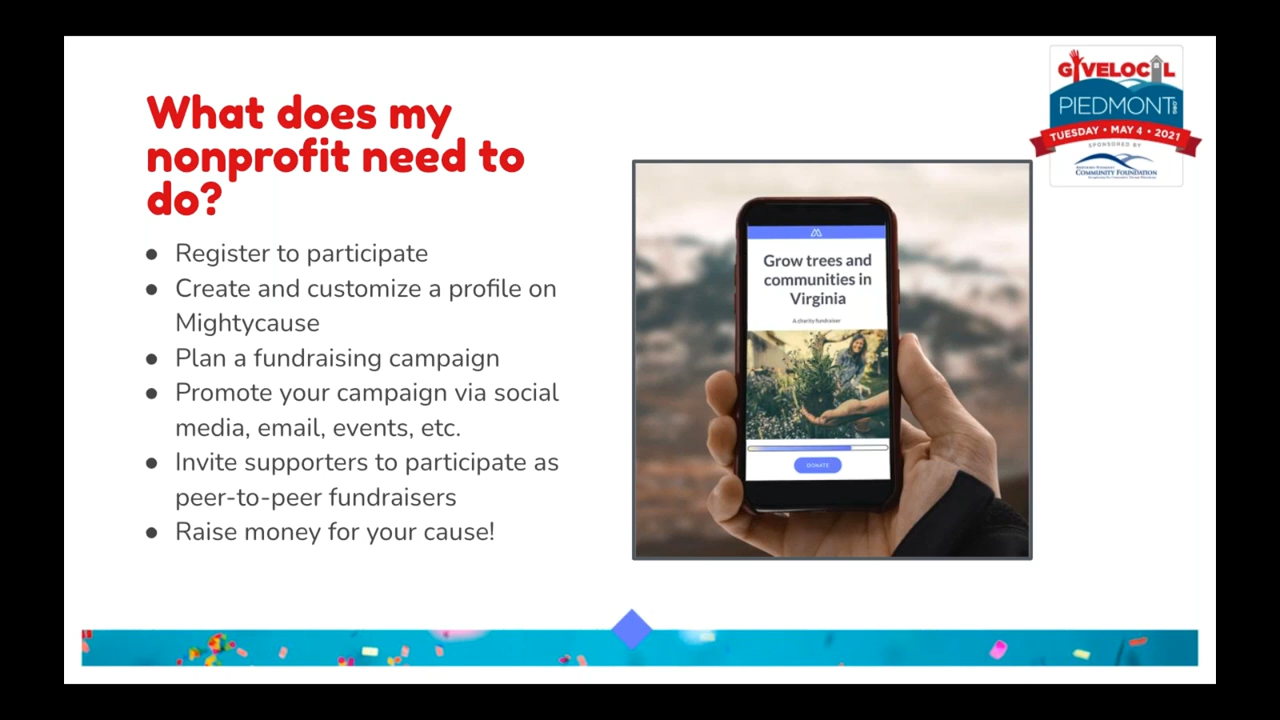 What does my
nonprofit need to
do?
● Register to participate
● Create and customize a profile on
Mightycause
● Plan a fundraising campaign
● Promote your campaign via social
media, email, events, etc.
● Invite supporters to participate as
peer-to-peer fundraisers
● Raise money for your cause!
GIVELOCAL
PIEDMONT.ORG
TUESDAY • MAY 4 • 2021
SPONSORED BY
NORTHERN PIEDMONT
COMMUNITY FOUNDATION
Grow trees and
communities in
Virginia
A charity fundraiser
DONATE